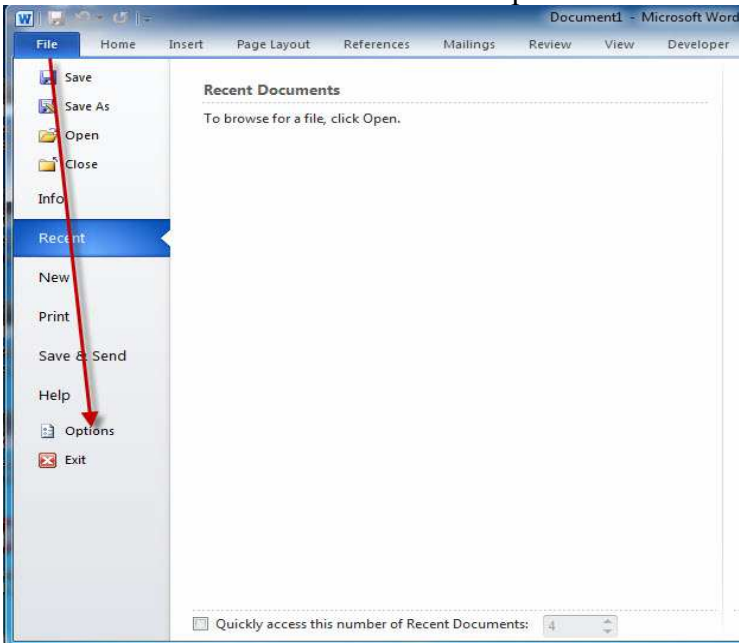 W Document1 - Microsoft Word
File Home Insert Page Layout References Mailings Review View Developer
Save
Save As
Open
Close
Info
Recent
New
Print
Save & Send
Help
Options
Exit
Recent Documents
To browse for a file, click Open.
Quickly access this number of Recent Documents: 4